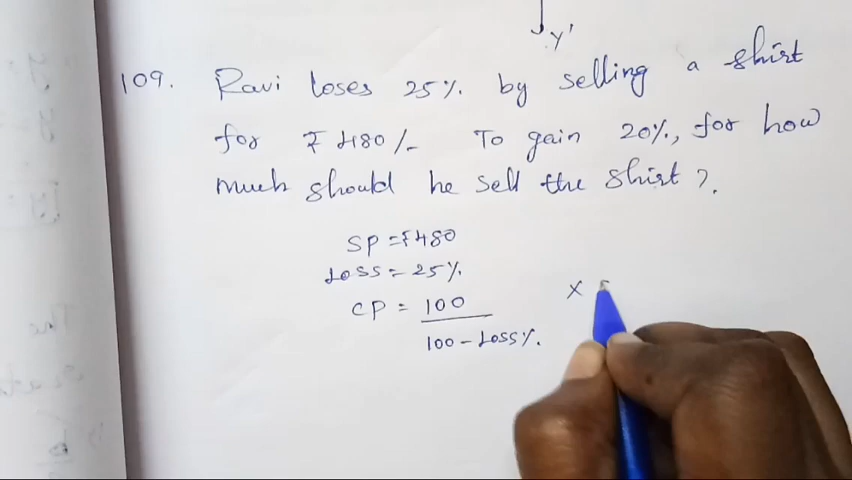 Y'
109. Ravi loses 25% by selling a shirt
for ₹480/- To gain 20%, for how
much should he sell the shirt?
SP=₹480
Loss=25%
CP = 100 ×
100-Loss%.